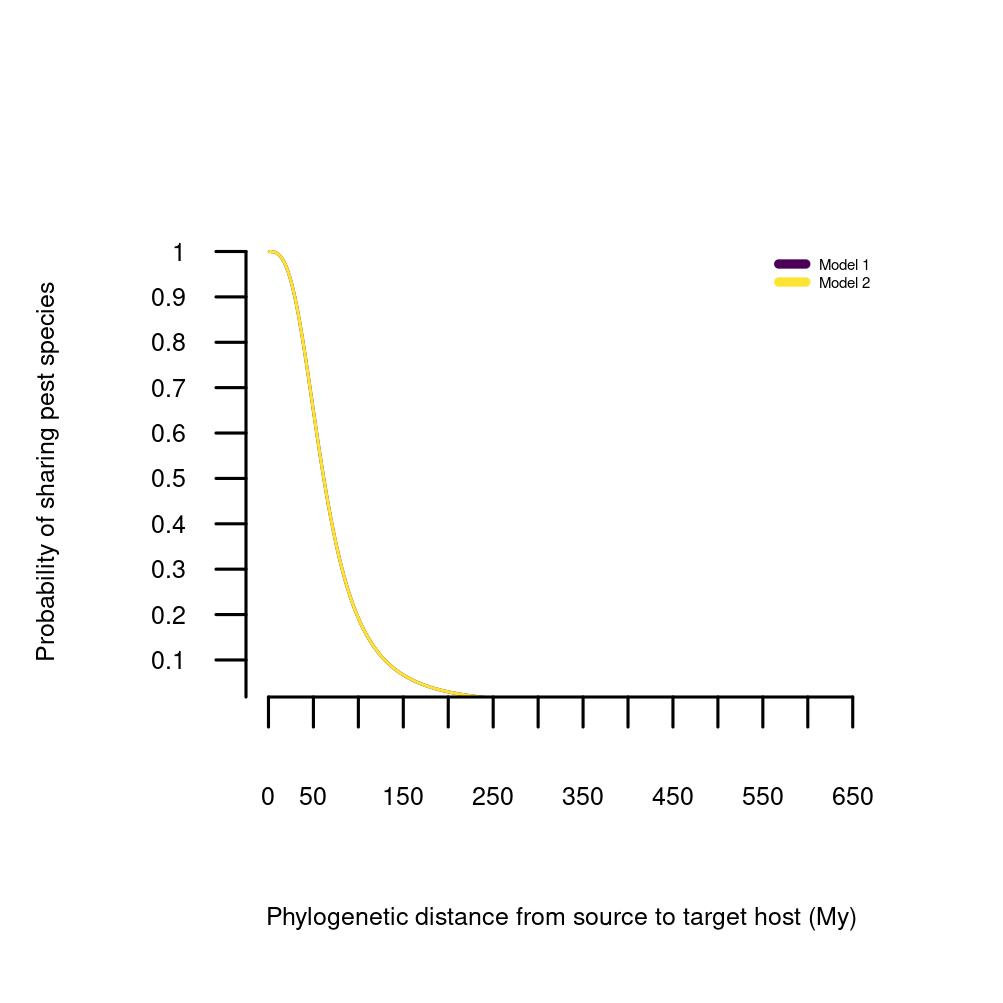 Probability of sharing pest species
1
0.9
0.8
0.7
0.6
0.5
0.4
0.3
0.2
0.1
Model 1
Model 2
0 50 150 250 350 450 550 650
Phylogenetic distance from source to target host (My)